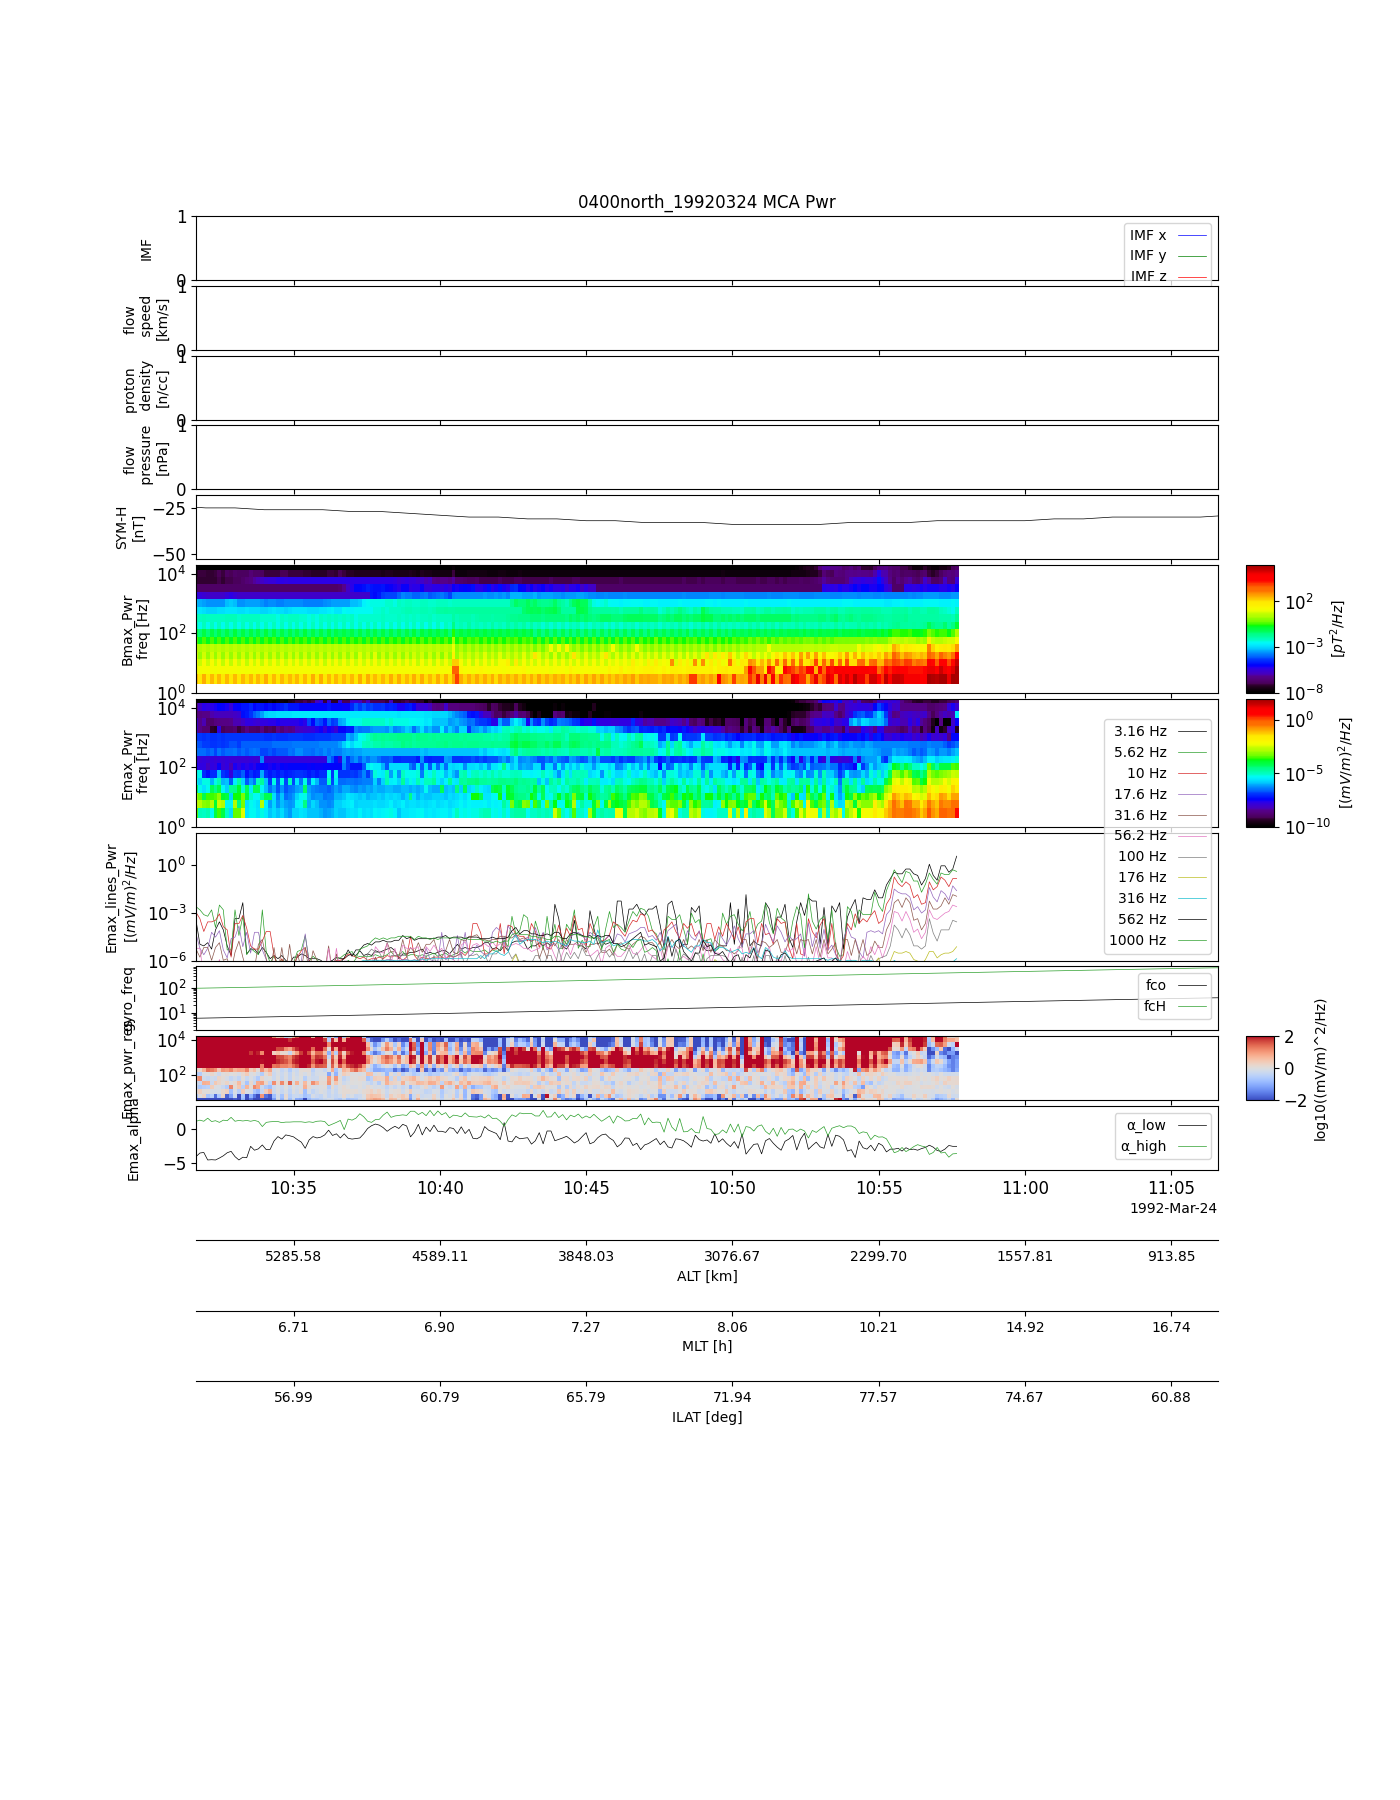 0400north_19920324 MCA Pwr
1
0
IMF
IMF x
IMF y
IMF z
1
0
flow
speed
[km/s]
1
0
proton
density
[n/cc]
1
0
flow
pressure
[nPa]
−25
−50
SYM-H
[nT]
10^4
10^2
10^0
Bmax_Pwr
freq [Hz]
10^2
10^−3
10^−8
[pT^2/Hz]
10^4
10^2
10^0
Emax_Pwr
freq [Hz]
10^0
10^−5
10^−10
[(mV/m)^2/Hz]
3.16 Hz
5.62 Hz
10 Hz
17.6 Hz
31.6 Hz
56.2 Hz
100 Hz
176 Hz
316 Hz
562 Hz
1000 Hz
10^0
10^−3
10^−6
Emax_lines_Pwr
[(mV/m)^2/Hz]
10^2
10^1
gyro_freq
fco
fcH
10^4
10^2
Emax_pwr_res
2
0
−2
log10((mV/m)^2/Hz)
0
−5
Emax_alpha
α_low
α_high
10:35 10:40 10:45 10:50 10:55 11:00 11:05
1992-Mar-24
5285.58 4589.11 3848.03 3076.67 2299.70 1557.81 913.85
ALT [km]
6.71 6.90 7.27 8.06 10.21 14.92 16.74
MLT [h]
56.99 60.79 65.79 71.94 77.57 74.67 60.88
ILAT [deg]